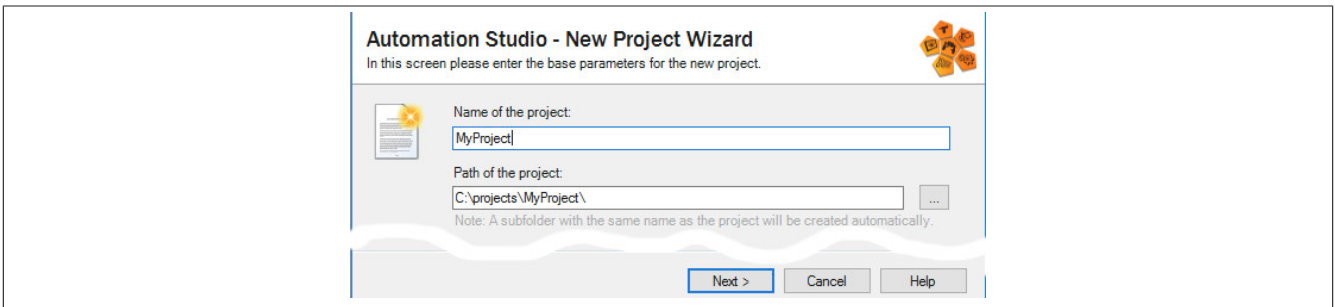 Automation Studio - New Project Wizard
In this screen please enter the base parameters for the new project.
Name of the project:
MyProject
Path of the project:
C:\projects\MyProject\
...
Note: A subfolder with the same name as the project will be created automatically.
Next >
Cancel
Help